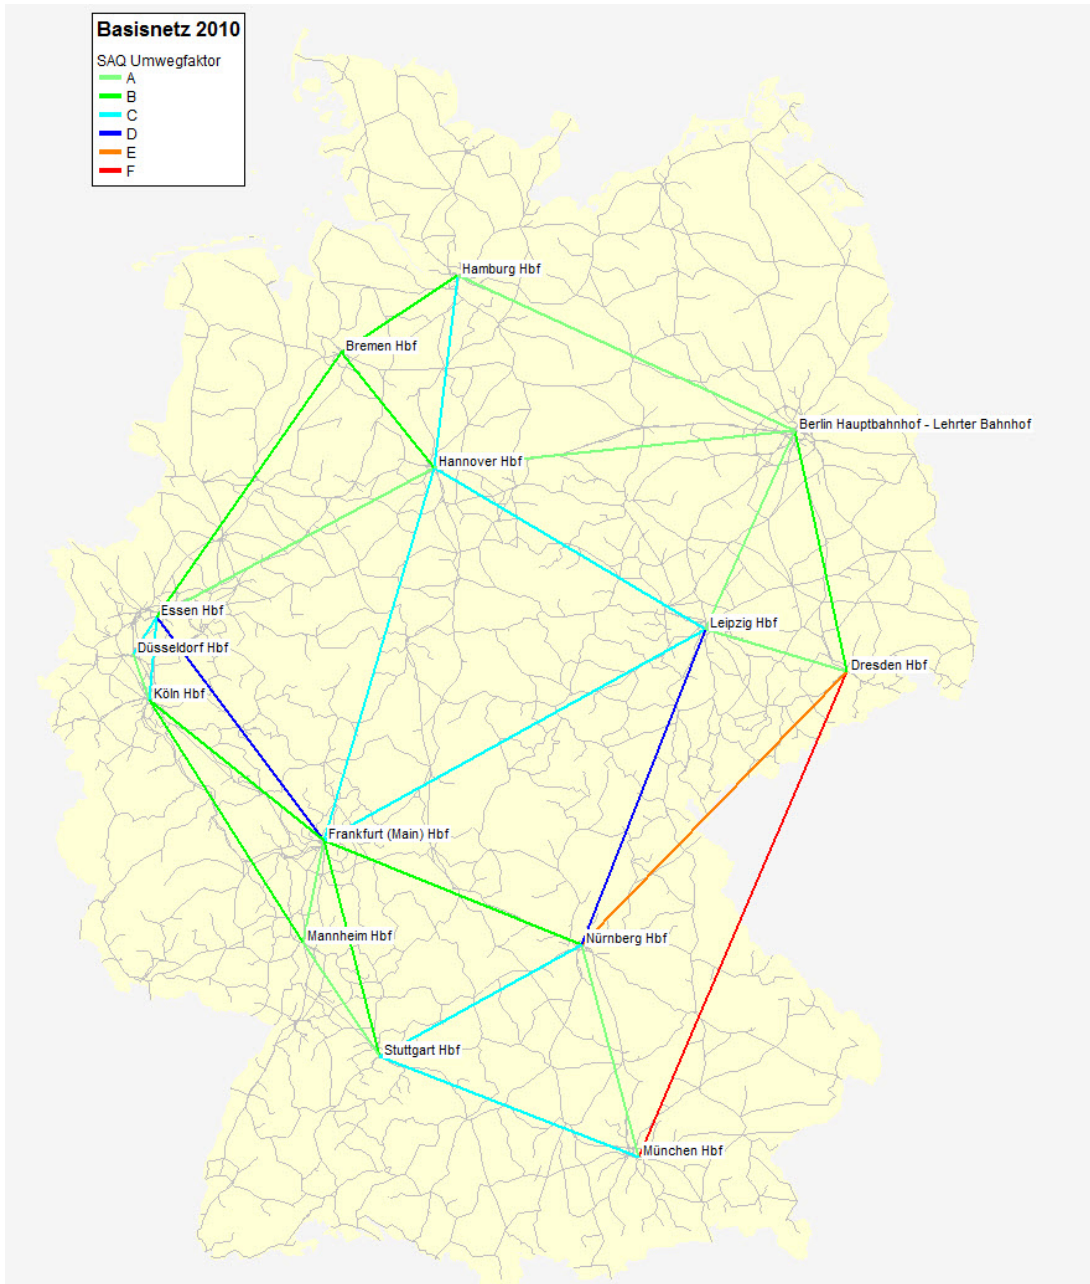 Basisnetz 2010
SAQ Umwegfaktor
A
B
C
D
E
F
Hamburg Hbf
Bremen Hbf
Berlin Hauptbahnhof - Lehrter Bahnhof
Hannover Hbf
Essen Hbf
Leipzig Hbf
Düsseldorf Hbf
Dresden Hbf
Köln Hbf
Frankfurt (Main) Hbf
Mannheim Hbf
Nürnberg Hbf
Stuttgart Hbf
München Hbf